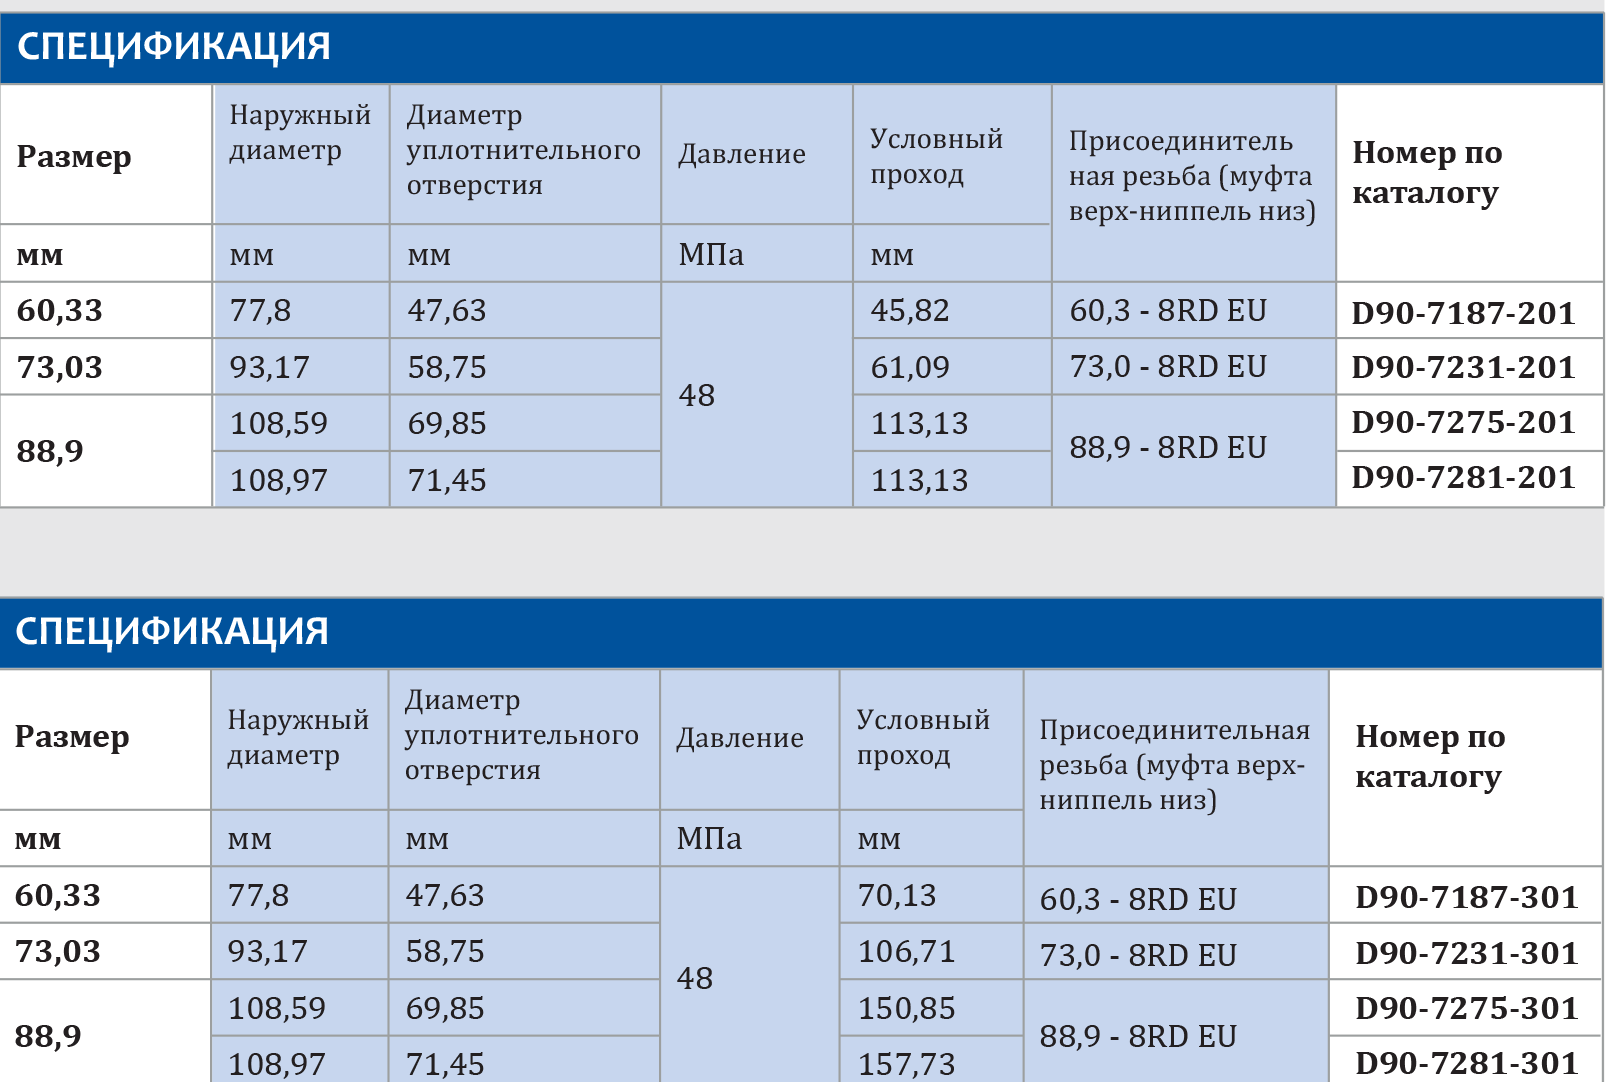 СПЕЦИФИКАЦИЯ
Размер
Наружный
диаметр
Диаметр
уплотнительного
отверстия
Давление
Условный
проход
Присоединитель
ная резьба (муфта
верх-ниппель низ)
Номер по
каталогу
мм мм мм МПа мм
60,33 77,8 47,63 45,82 60,3 - 8RD EU D90-7187-201
73,03 93,17 58,75 61,09 73,0 - 8RD EU D90-7231-201
48
88,9
108,59 69,85 113,13 D90-7275-201
88,9 - 8RD EU
108,97 71,45 113,13 D90-7281-201
СПЕЦИФИКАЦИЯ
Размер
Наружный
диаметр
Диаметр
уплотнительного
отверстия
Давление
Условный
проход
Присоединительная
резьба (муфта верх-
ниппель низ)
Номер по
каталогу
мм мм мм МПа мм
60,33 77,8 47,63 70,13 60,3 - 8RD EU D90-7187-301
73,03 93,17 58,75 106,71 73,0 - 8RD EU D90-7231-301
48
88,9
108,59 69,85 150,85 D90-7275-301
88,9 - 8RD EU
108,97 71,45 157,73 D90-7281-301